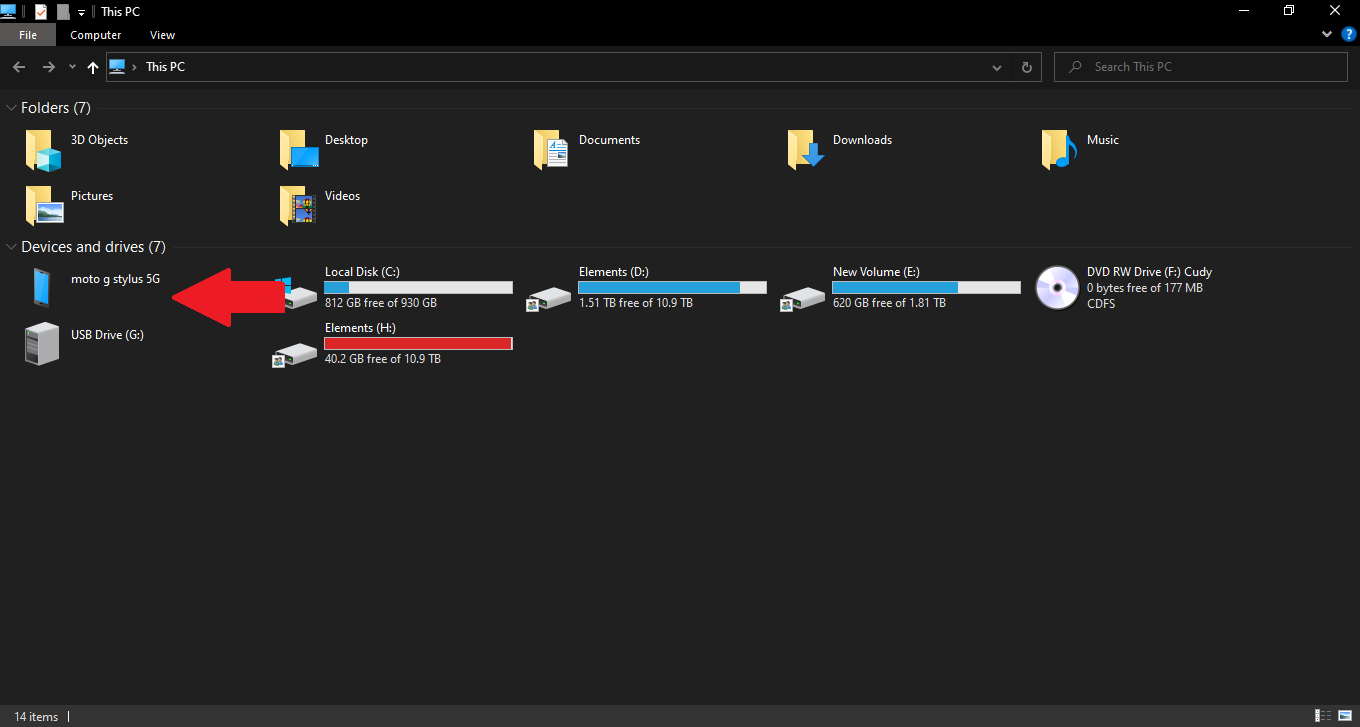 This PC
File Computer View
This PC Search This PC
Folders (7)
3D Objects Desktop Documents Downloads Music
Pictures Videos
Devices and drives (7)
moto g stylus 5G
Local Disk (C:)
812 GB free of 930 GB
Elements (D:)
1.51 TB free of 10.9 TB
New Volume (E:)
620 GB free of 1.81 TB
DVD RW Drive (F:) Cudy
0 bytes free of 177 MB
CDFS
USB Drive (G:)
Elements (H:)
40.2 GB free of 10.9 TB
14 items